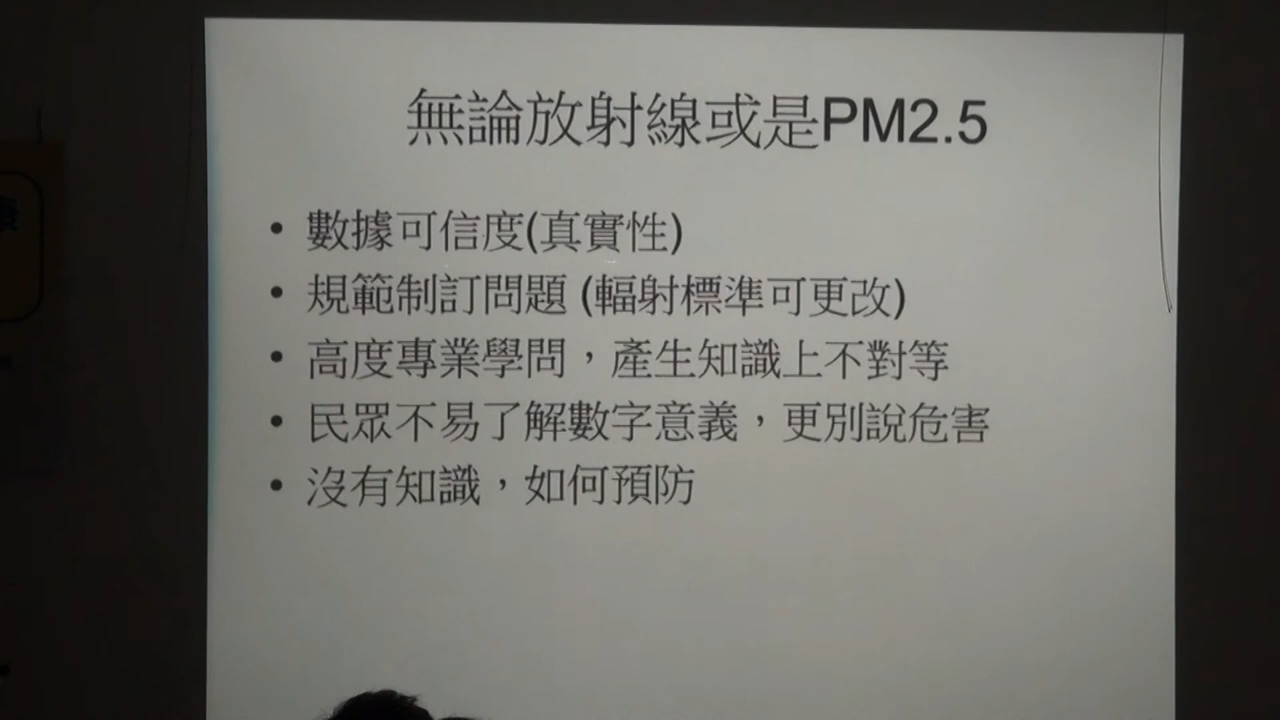 無論放射線或是PM2.5
• 數據可信度(真實性)
• 規範制訂問題 (輻射標準可更改)
• 高度專業學問，產生知識上不對等
• 民眾不易了解數字意義，更別說危害
• 沒有知識，如何預防